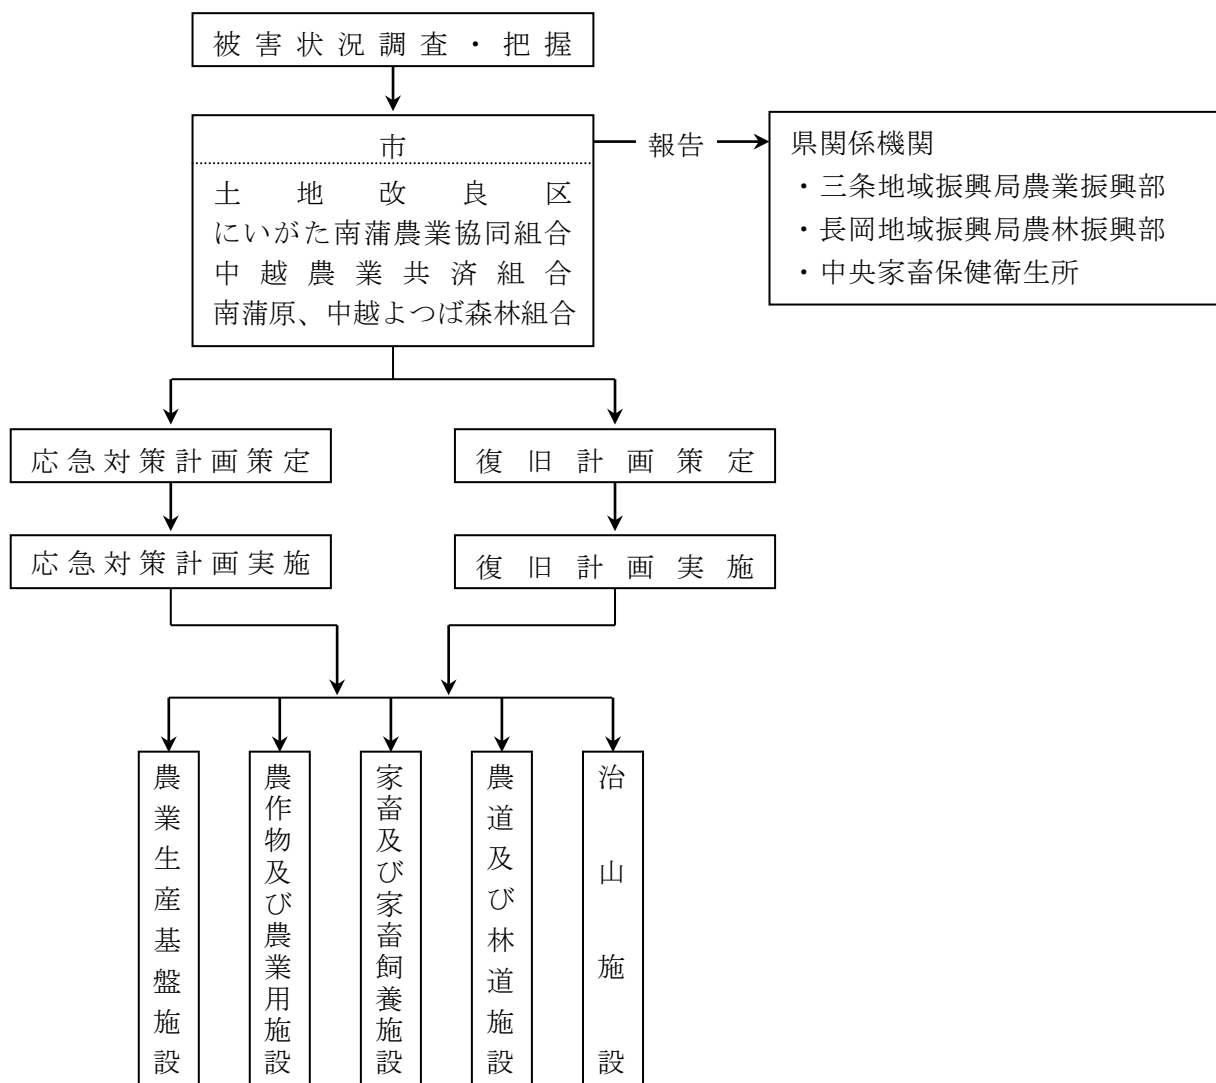 被害状況調査・把握
市
土地改良区
にいがた南蒲農業協同組合
中越農業共済組合
南蒲原、中越よつば森林組合
報告
県関係機関
・三条地域振興局農業振興部
・長岡地域振興局農林振興部
・中央家畜保健衛生所
応急対策計画策定
復旧計画策定
応急対策計画実施
復旧計画実施
農業生産基盤施設
農作物及び農業用施設
家畜及び家畜飼養施設
農道及び林道施設
治山施設